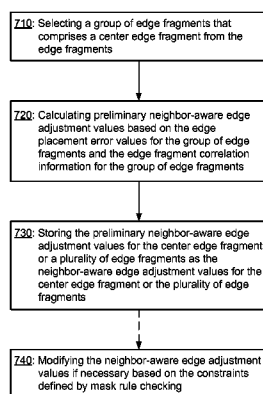 710: Selecting a group of edge fragments that
comprises a center edge fragment from the
edge fragments
720: Calculating preliminary neighbor-aware edge
adjustment values based on the edge
placement error values for the group of edge
fragments and the edge fragment correlation
information for the group of edge fragments
730: Storing the preliminary neighbor-aware edge
adjustment values for the center edge fragment
or a plurality of edge fragments as the
neighbor-aware edge adjustment values for the
center edge fragment or the plurality of edge
fragments
740: Modifying the neighbor-aware edge adjustment
values if necessary based on the constraints
defined by mask rule checking